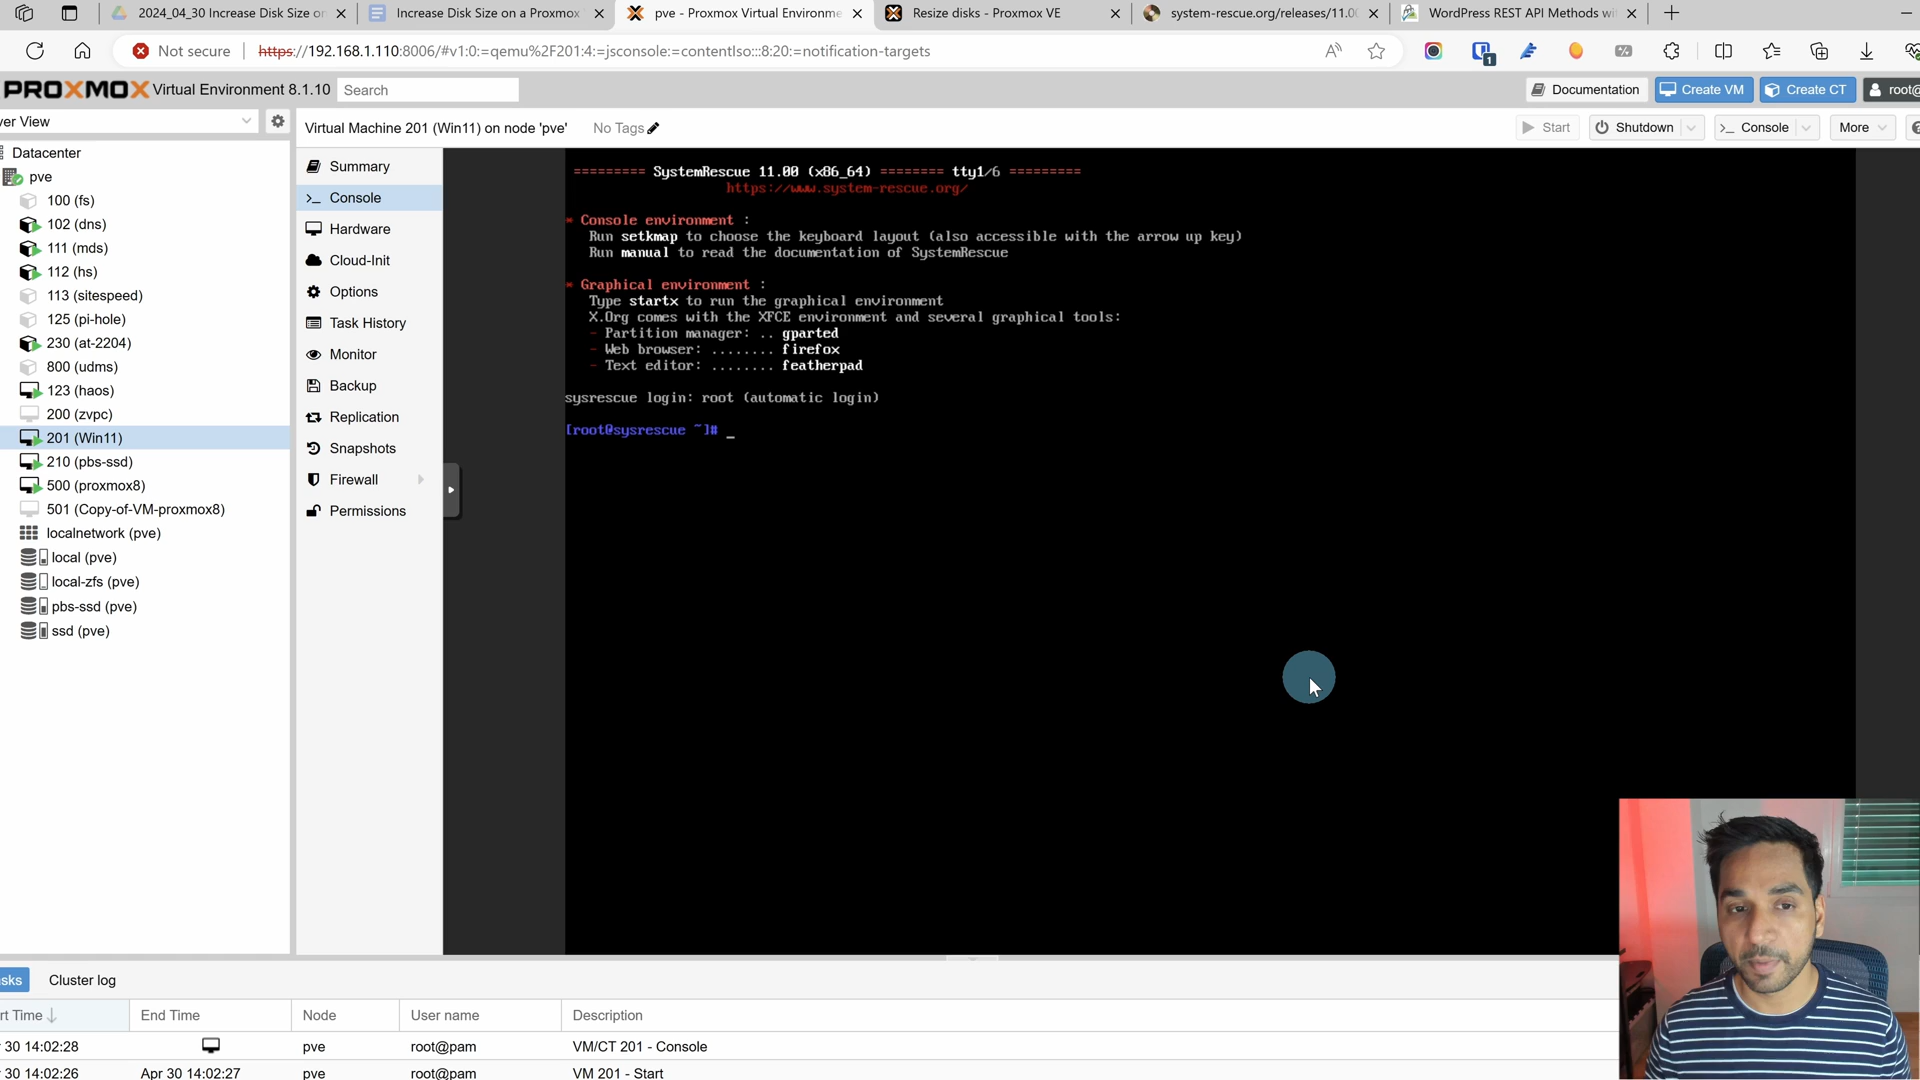 2024_04_30 Increase Disk Size or
Increase Disk Size on a Proxmox
pve - Proxmox Virtual Environme
Resize disks - Proxmox VE
system-rescue.org/releases/11.00
WordPress REST API Methods wi
Not secure
https://192.168.1.110:8006/#v1:0:=qemu%2F201:4:=jsconsole:=contentIso:::8:20:=notification-targets
PROXMOX Virtual Environment 8.1.10
Search
Documentation
Create VM
Create CT
root@
ver View
Virtual Machine 201 (Win11) on node 'pve'
No Tags
Start
Shutdown
Console
More
Datacenter
pve
100 (fs)
102 (dns)
111 (mds)
112 (hs)
113 (sitespeed)
125 (pi-hole)
230 (at-2204)
800 (udms)
123 (haos)
200 (zvpc)
201 (Win11)
210 (pbs-ssd)
500 (proxmox8)
501 (Copy-of-VM-proxmox8)
localnetwork (pve)
local (pve)
local-zfs (pve)
pbs-ssd (pve)
ssd (pve)
Summary
Console
Hardware
Cloud-Init
Options
Task History
Monitor
Backup
Replication
Snapshots
Firewall
Permissions
========= SystemRescue 11.00 (x86_64) ======== tty1/6 =========
https://www.system-rescue.org/
* Console environment :
Run setkmap to choose the keyboard layout (also accessible with the arrow up key)
Run manual to read the documentation of SystemRescue
* Graphical environment :
Type startx to run the graphical environment
X.Org comes with the XFCE environment and several graphical tools:
- Partition manager: .. gparted
- Web browser: ........ firefox
- Text editor: ........ featherpad
sysrescue login: root (automatic login)
[root@sysrescue ~]# _
asks
Cluster log
rt Time
End Time
Node
User name
Description
30 14:02:28
pve
root@pam
VM/CT 201 - Console
30 14:02:26
Apr 30 14:02:27
pve
root@pam
VM 201 - Start